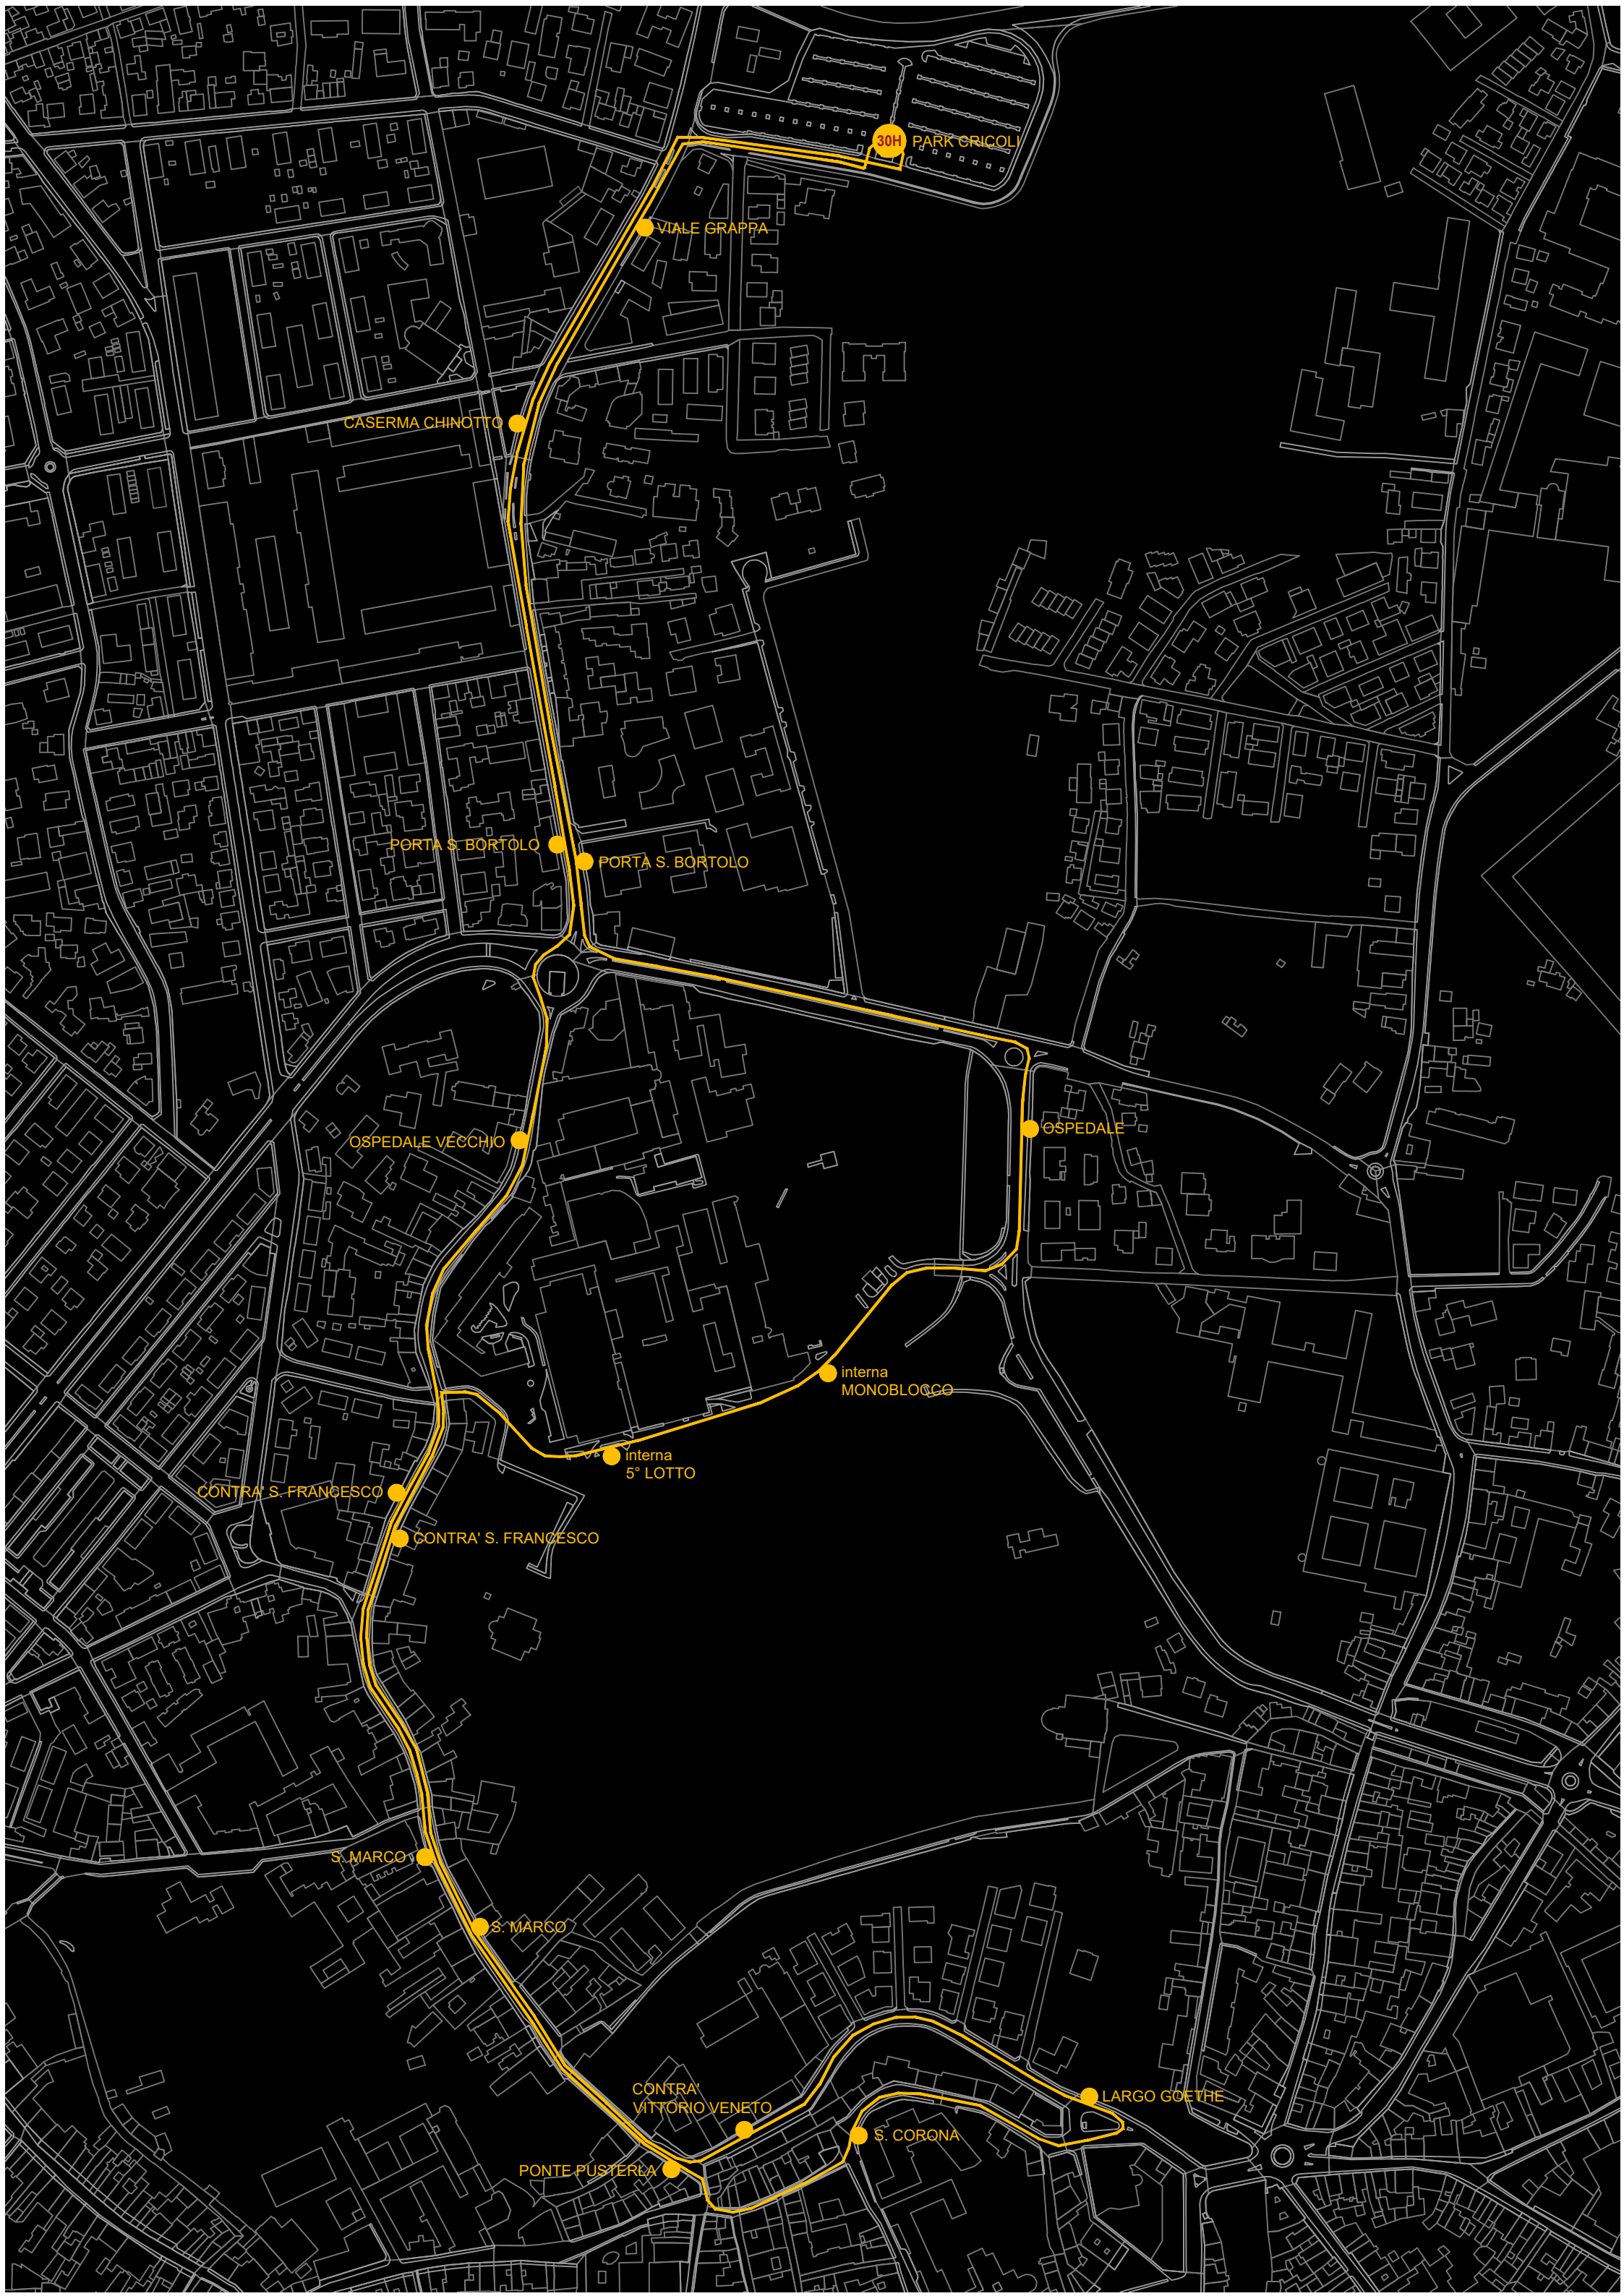 30H PARK CRICOLI
VIALE GRAPPA
CASERMA CHINOTTO
PORTA S. BORTOLO
PORTA S. BORTOLO
OSPEDALE
OSPEDALE VECCHIO
interna
MONOBLOCCO
interna
5° LOTTO
CONTRA' S. FRANCESCO
CONTRA' S. FRANCESCO
S. MARCO
S. MARCO
CONTRA'
VITTORIO VENETO
LARGO GOETHE
S. CORONA
PONTE PUSTERLA